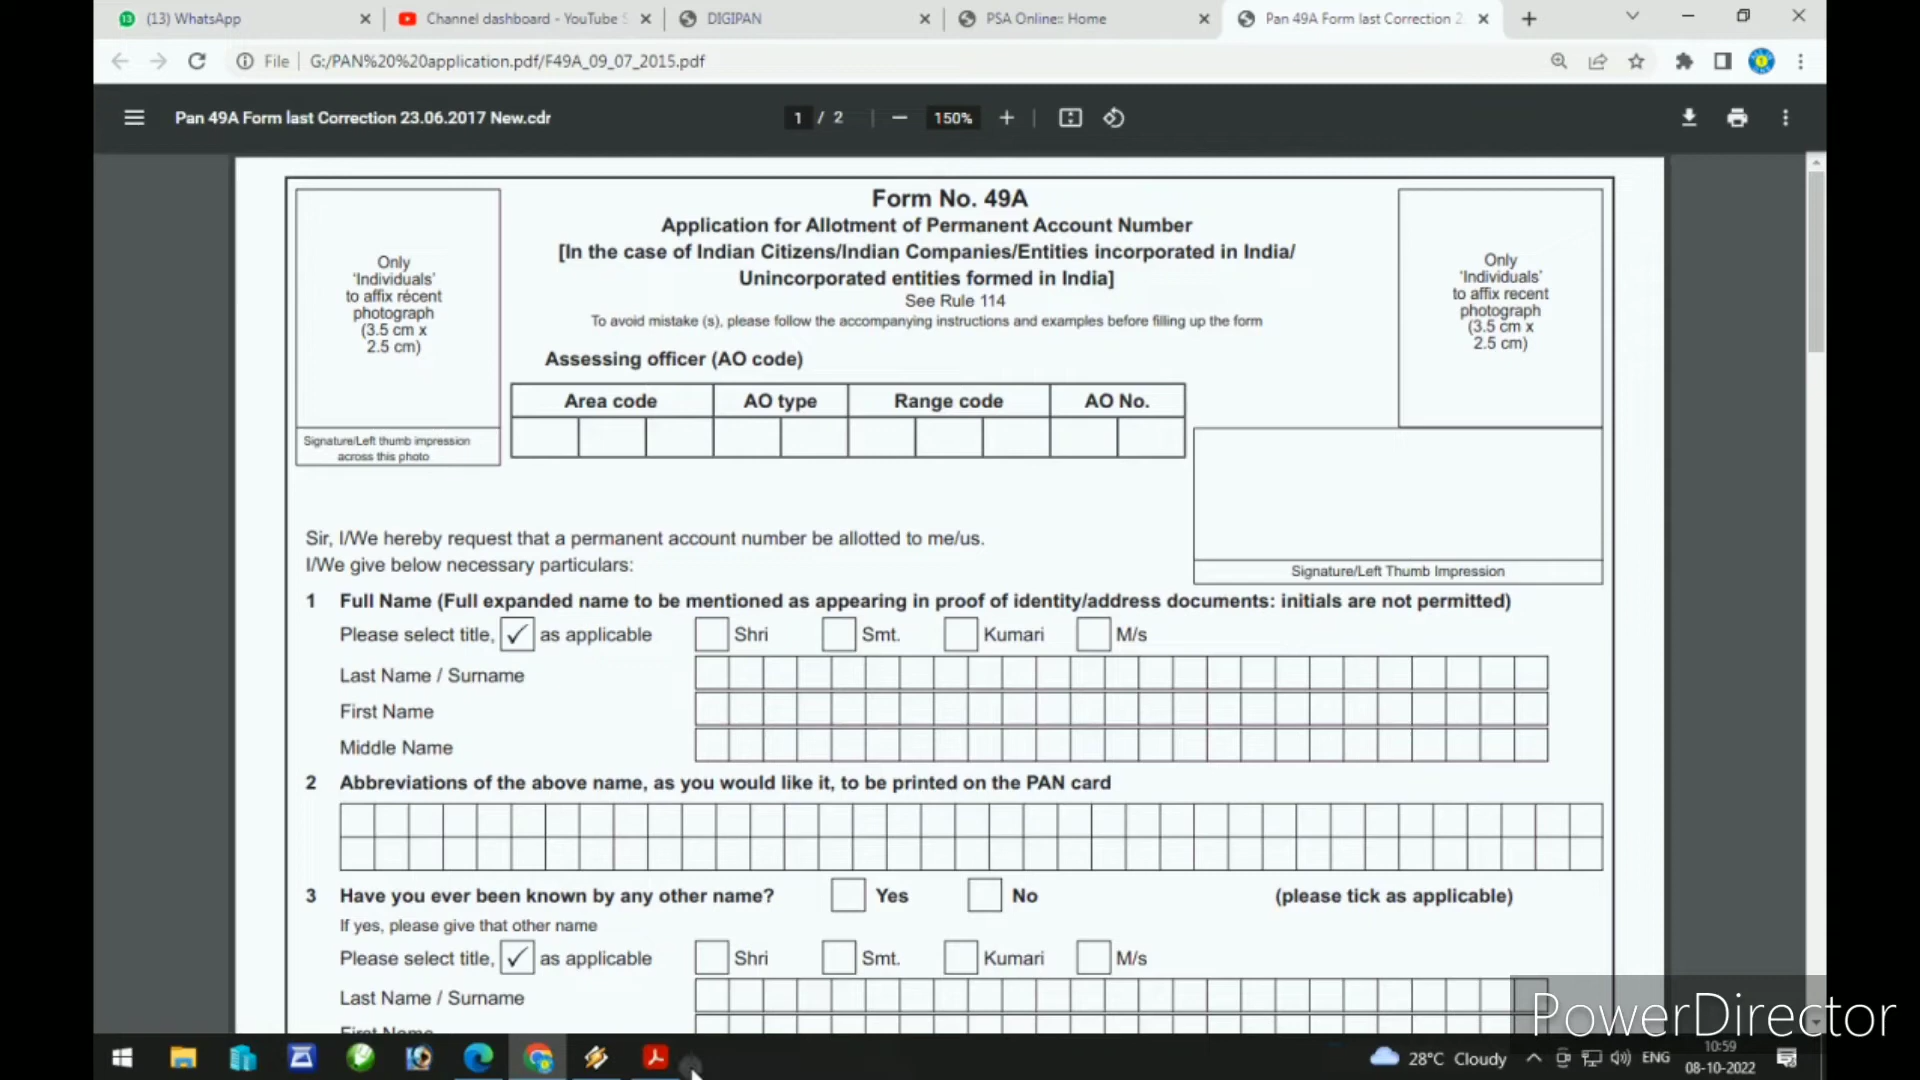 (13) WhatsApp
Channel dashboard - YouTube S
DIGIPAN
PSA Online:: Home
Pan 49A Form last Correction 2
File
G:/PAN%20%20application.pdf/F49A_09_07_2015.pdf
Pan 49A Form last Correction 23.06.2017 New.cdr
1 / 2
150%
Form No. 49A
Application for Allotment of Permanent Account Number
[In the case of Indian Citizens/Indian Companies/Entities incorporated in India/
Unincorporated entities formed in India]
See Rule 114
To avoid mistake (s), please follow the accompanying instructions and examples before filling up the form
Only
‘Individuals’
to affix recent
photograph
(3.5 cm x
2.5 cm)
Only
‘Individuals’
to affix recent
photograph
(3.5 cm x
2.5 cm)
Assessing officer (AO code)
Area code AO type Range code AO No.
Signature/Left thumb impression
across this photo
Sir, I/We hereby request that a permanent account number be allotted to me/us.
I/We give below necessary particulars:
Signature/Left Thumb Impression
1 Full Name (Full expanded name to be mentioned as appearing in proof of identity/address documents: initials are not permitted)
Please select title, ✓ as applicable Shri Smt. Kumari M/s
Last Name / Surname
First Name
Middle Name
2 Abbreviations of the above name, as you would like it, to be printed on the PAN card
3 Have you ever been known by any other name? Yes No (please tick as applicable)
If yes, please give that other name
Please select title, ✓ as applicable Shri Smt. Kumari M/s
Last Name / Surname
First Name
PowerDirector
28°C Cloudy
ENG
10:59
08-10-2022